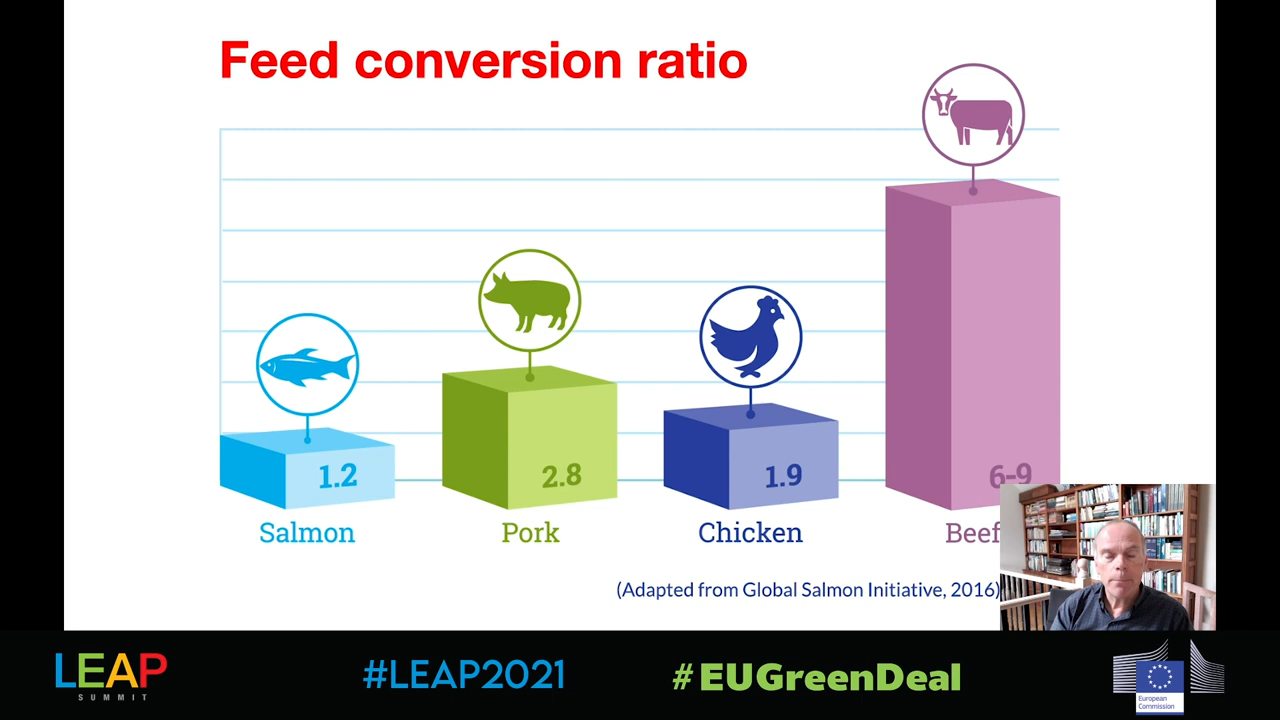 Feed conversion ratio
1.2
2.8
1.9
6-9
Salmon
Pork
Chicken
Beef
(Adapted from Global Salmon Initiative, 2016)
LEAP
SUMMIT
#LEAP2021
#EUGreenDeal
European
Commission